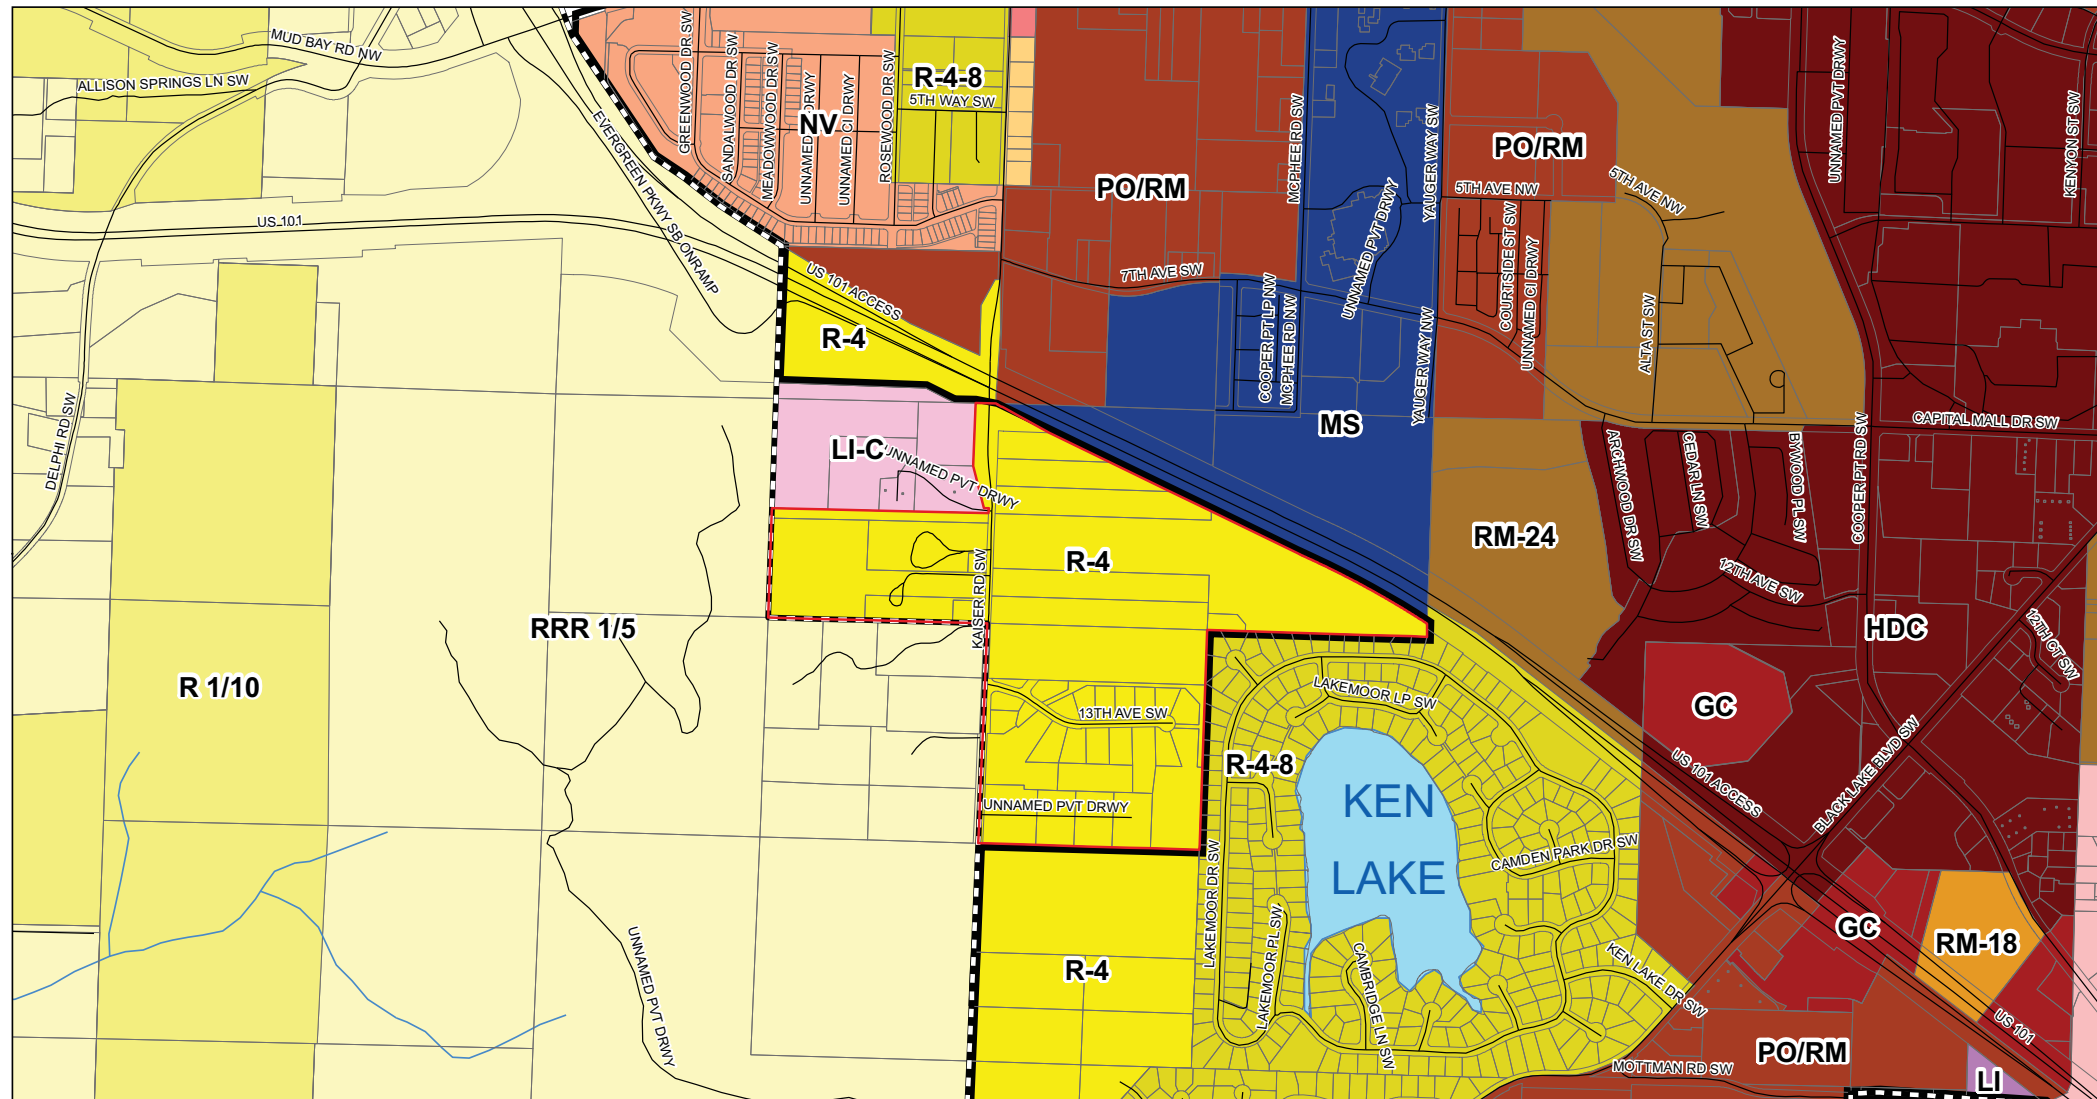 MUD BAY RD NW
ALLISON SPRINGS LN SW
US 101
DELPHI RD SW
EVERGREEN PKWY SB ONRAMP
GREENWOOD DR SW
SANDALWOOD DR SW
MEADOWWOOD DR SW
UNNAMED DRWY
UNNAMED CI DRWY
NV
ROSEWOOD DR SW
R-4-8
5TH WAY SW
PO/RM
MCPHEE RD SW
UNNAMED PVT DRWY
YAUGER WAY SW
PO/RM
5TH AVE NW
5TH AVE NW
COURTSIDE ST SW
UNNAMED CI DRWY
UNNAMED PVT DRWY
KENYON ST SW
7TH AVE SW
US 101 ACCESS
R-4
COOPER PT LP NW
MCPHEE RD NW
YAUGER WAY NW
ALTA ST SW
MS
CAPITAL MALL DR SW
COOPER PT RD SW
LI-C
UNNAMED PVT DRWY
ARCHWOOD DR SW
CEDAR LN SW
BYWOOD PL SW
RM-24
12TH AVE SW
R-4
KAISER RD SW
RRR 1/5
R 1/10
HDC
12TH CT SW
LAKEMOOR LP SW
GC
13TH AVE SW
R-4-8
US 101 ACCESS
BLACK LAKE BLVD SW
KEN
LAKE
UNNAMED PVT DRWY
CAMDEN PARK DR SW
LAKEMOOR DR SW
LAKEMOOR PL SW
CAMBRIDGE LN SW
KEN LAKE DR SW
GC
RM-18
R-4
UNNAMED PVT DRWY
US 101
PO/RM
MOTTMAN RD SW
LI